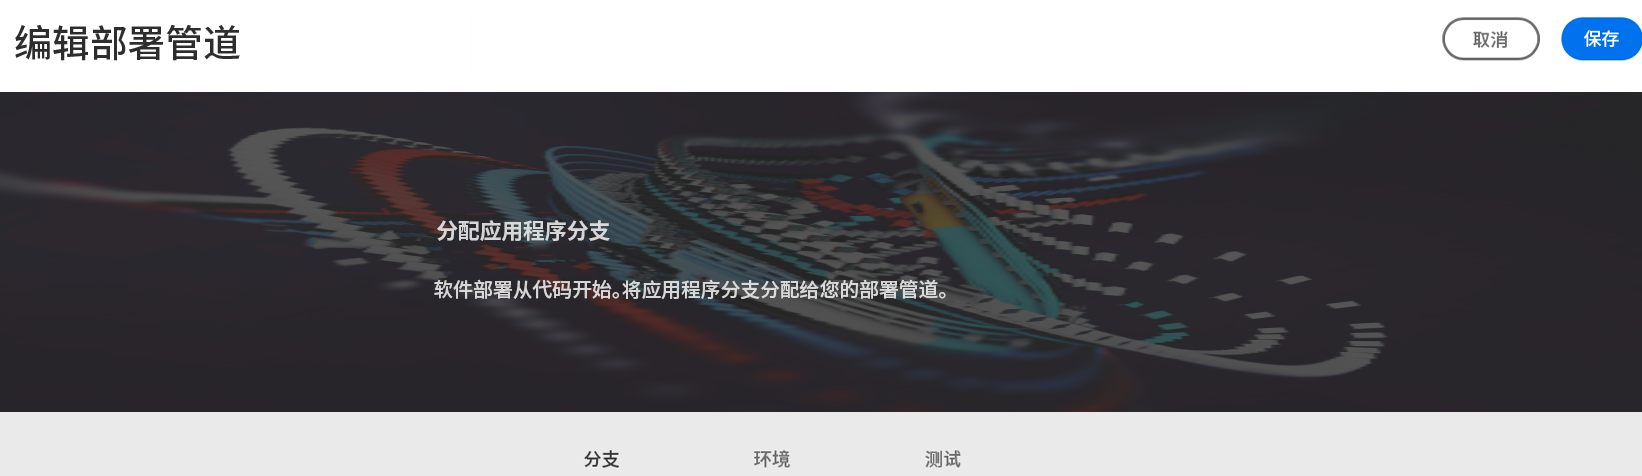 编辑部署管道
取消
保存
分配应用程序分支
软件部署从代码开始。将应用程序分支分配给您的部署管道。
分支
环境
测试